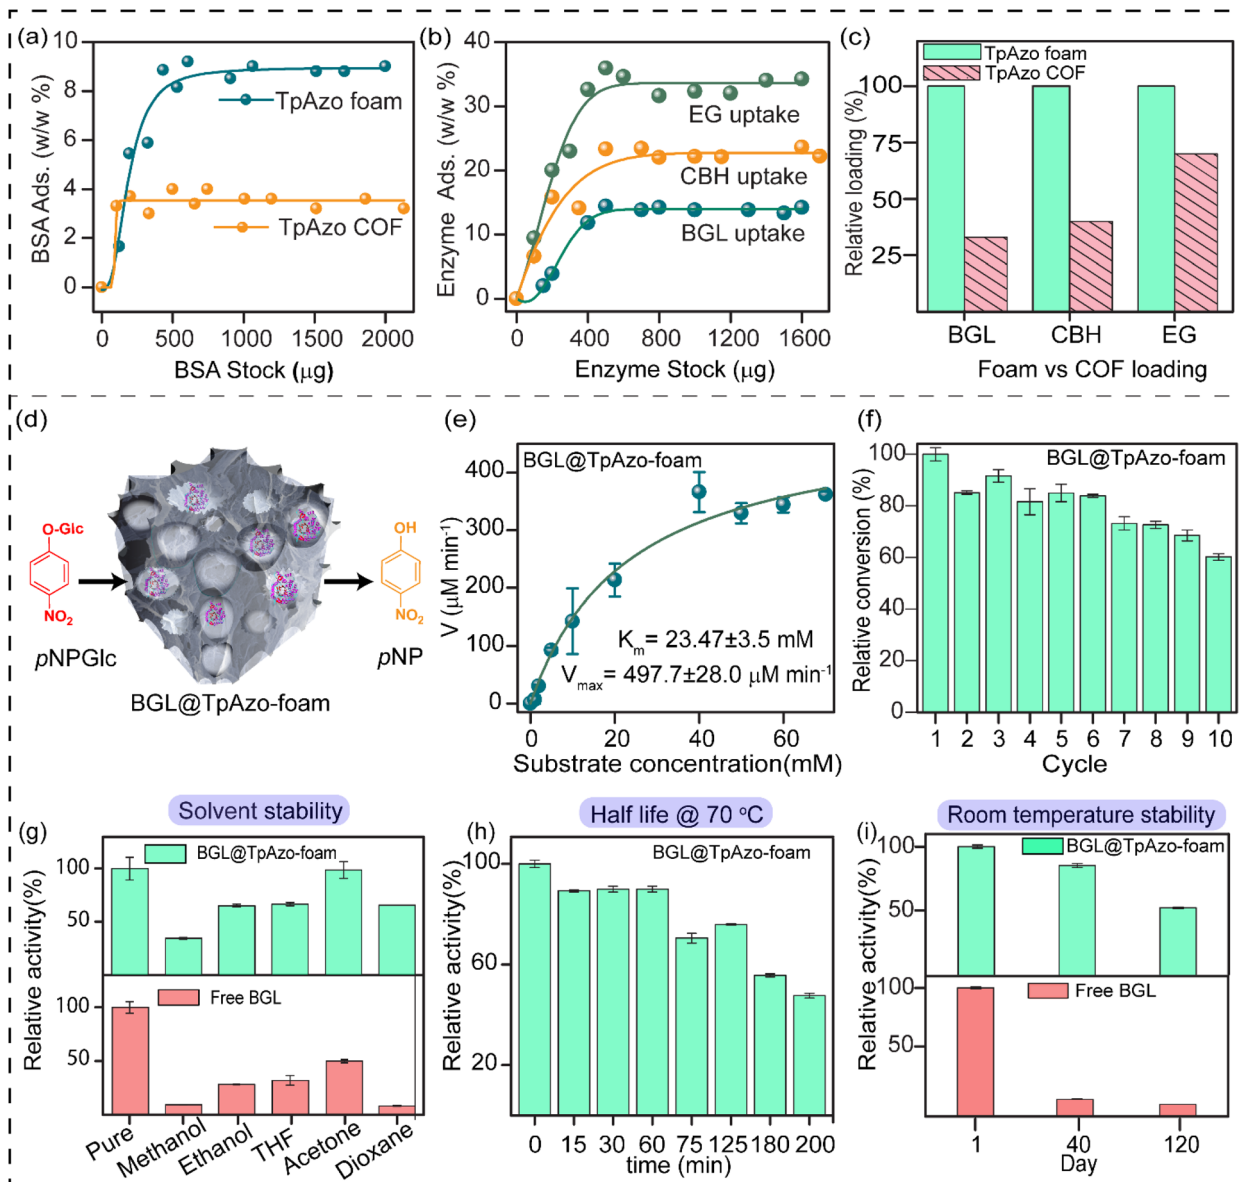 (a)
10
8
6
4
2
0
BSA Ads. (w/w %)
TpAzo foam
TpAzo COF
0 500 1000 1500 2000
BSA Stock (μg)
(b)
40
30
20
10
0
Enzyme Ads. (w/w %)
EG uptake
CBH uptake
BGL uptake
0 400 800 1200 1600
Enzyme Stock (μg)
(c)
TpAzo foam
TpAzo COF
100
75
50
25
Relative loading (%)
BGL CBH EG
Foam vs COF loading
(d)
O-Glc
NO2
pNPGlc
OH
NO2
pNP
BGL@TpAzo-foam
(e)
BGL@TpAzo-foam
400
300
200
100
0
V (μM min-1)
Km= 23.47±3.5 mM
Vmax= 497.7±28.0 μM min-1
0 20 40 60
Substrate concentration(mM)
(f)
BGL@TpAzo-foam
100
80
60
40
20
0
Relative conversion (%)
1 2 3 4 5 6 7 8 9 10
Cycle
Solvent stability
(g)
BGL@TpAzo-foam
100
50
Free BGL
100
50
Relative activity(%)
Pure Methanol Ethanol THF Acetone Dioxane
Half life @ 70 ºC
(h)
BGL@TpAzo-foam
100
60
20
Relative activity(%)
0 15 30 60 75 125 180 200
time (min)
Room temperature stability
(i)
BGL@TpAzo-foam
100
50
Relative activity(%)
Free BGL
100
50
Relative activity(%)
1 40 120
Day